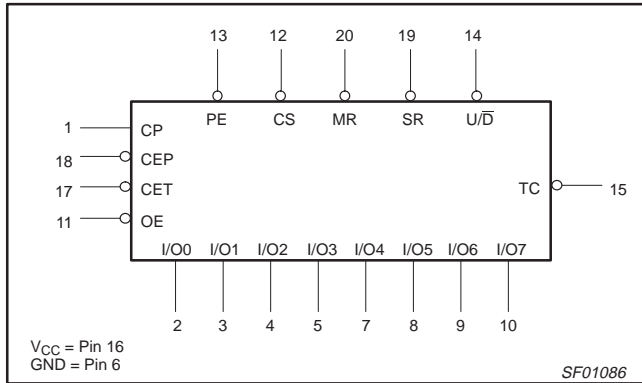 13 12 20 19 14
PE CS MR SR U/D̅
1 CP
18 CEP
17 CET
TC 15
11 OE
I/O0 I/O1 I/O2 I/O3 I/O4 I/O5 I/O6 I/O7
2 3 4 5 7 8 9 10
VCC = Pin 16
GND = Pin 6
SF01086